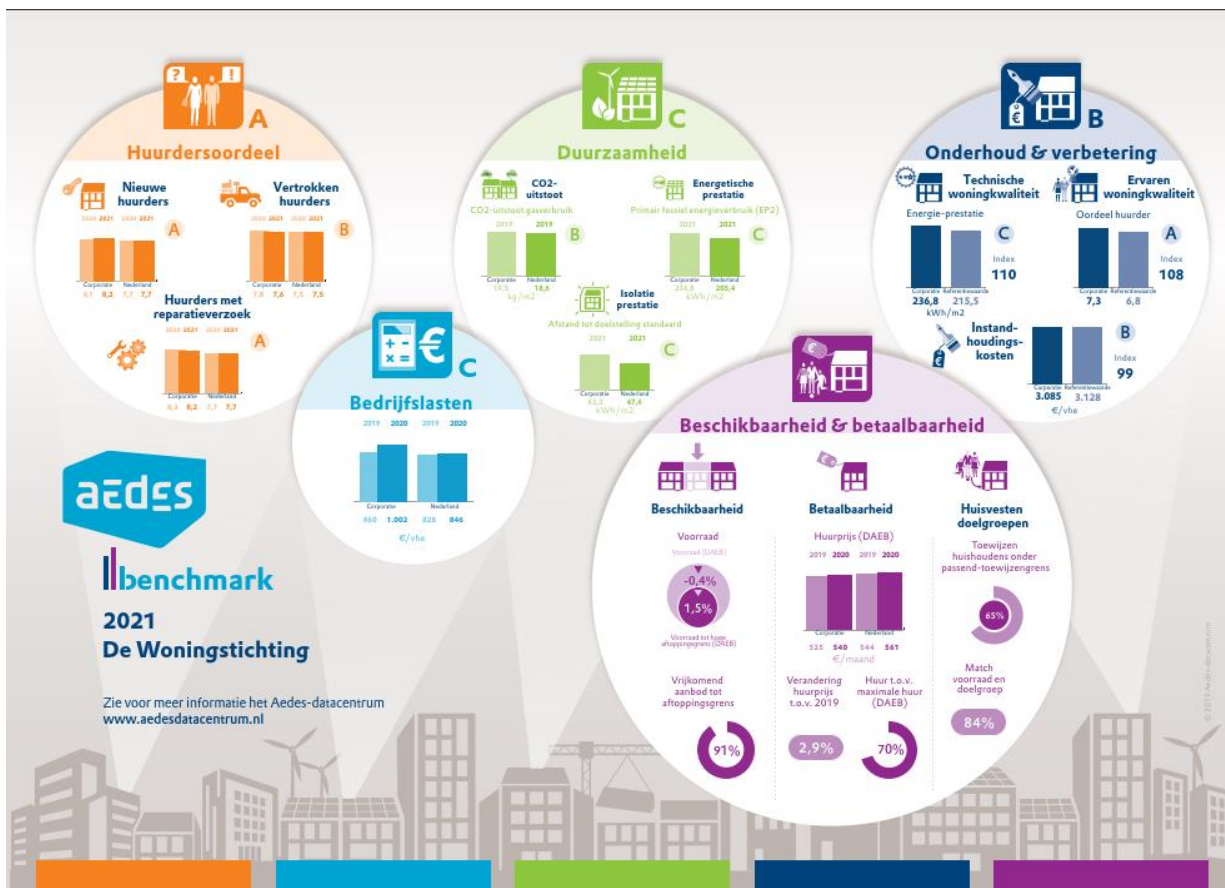 ? !
A
Huurdersoordeel
Nieuwe
huurders
2020 2021 2020 2021
A
Corporatie Nederland
8,1 8,2 7,7 7,7
Vertrokken
huurders
2020 2021 2020 2021
B
Corporatie Nederland
7,8 7,6 7,5 7,5
Huurders met
reparatieverzoek
2020 2021 2020 2021
A
Corporatie Nederland
8,3 8,2 7,7 7,7
C
Duurzaamheid
CO2-
uitstoot
CO2-uitstoot gasverbruik
2019 2019
B
Corporatie Nederland
18,6
kg/m2
Energetische
prestatie
Primair fossiel energieverbruik (EP2)
2021 2021
C
Corporatie Nederland
236,8 205,4
kWh/m2
Isolatie
prestatie
Afstand tot doelstelling standaard
2021 2021
C
Corporatie Nederland
kWh/m2
€
B
Onderhoud & verbetering
Technische
woningkwaliteit
Energie-prestatie
C
Index
110
Corporatie Referentiewaarde
236,8 215,5
kWh/m2
Ervaren
woningkwaliteit
Oordeel huurder
A
Index
108
Corporatie Referentiewaarde
7,3 6,8
€
Instand-
houdings-
kosten
B
Index
99
Corporatie Referentiewaarde
3.085 3.128
€/vhe
+ - × = €
C
Bedrijfslasten
2019 2020 2019 2020
Corporatie Nederland
860 1.002 828 846
€/vhe
€
Beschikbaarheid & betaalbaarheid
Beschikbaarheid
Voorraad
Voorraad (DAEB)
-0,4%
1,5%
Voorraad tot hoge
aftoppingsgrens (DAEB)
Vrijkomend
aanbod tot
aftoppingsgrens
91%
€
Betaalbaarheid
Huurprijs (DAEB)
2019 2020 2019 2020
Corporatie Nederland
525 540 544 561
€/maand
Verandering
huurprijs
t.o.v. 2019
2,9%
Huur t.o.v.
maximale huur
(DAEB)
70%
Huisvesten
doelgroepen
Toewijzen
huishoudens onder
passend-toewijzengrens
65%
Match
voorraad en
doelgroep
84%
aedes
benchmark
2021
De Woningstichting
Zie voor meer informatie het Aedes-datacentrum
www.aedesdatacentrum.nl
© 2019 Aedes-datacentrum